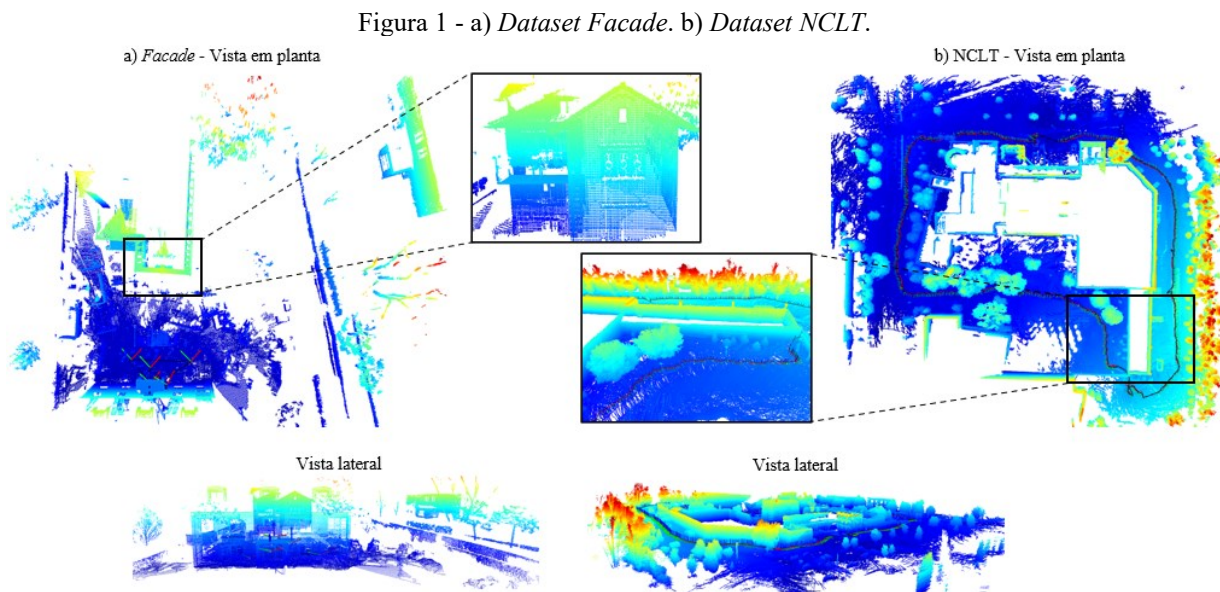 Figura 1 - a) Dataset Facade. b) Dataset NCLT.
a) Facade - Vista em planta
b) NCLT - Vista em planta
Vista lateral
Vista lateral